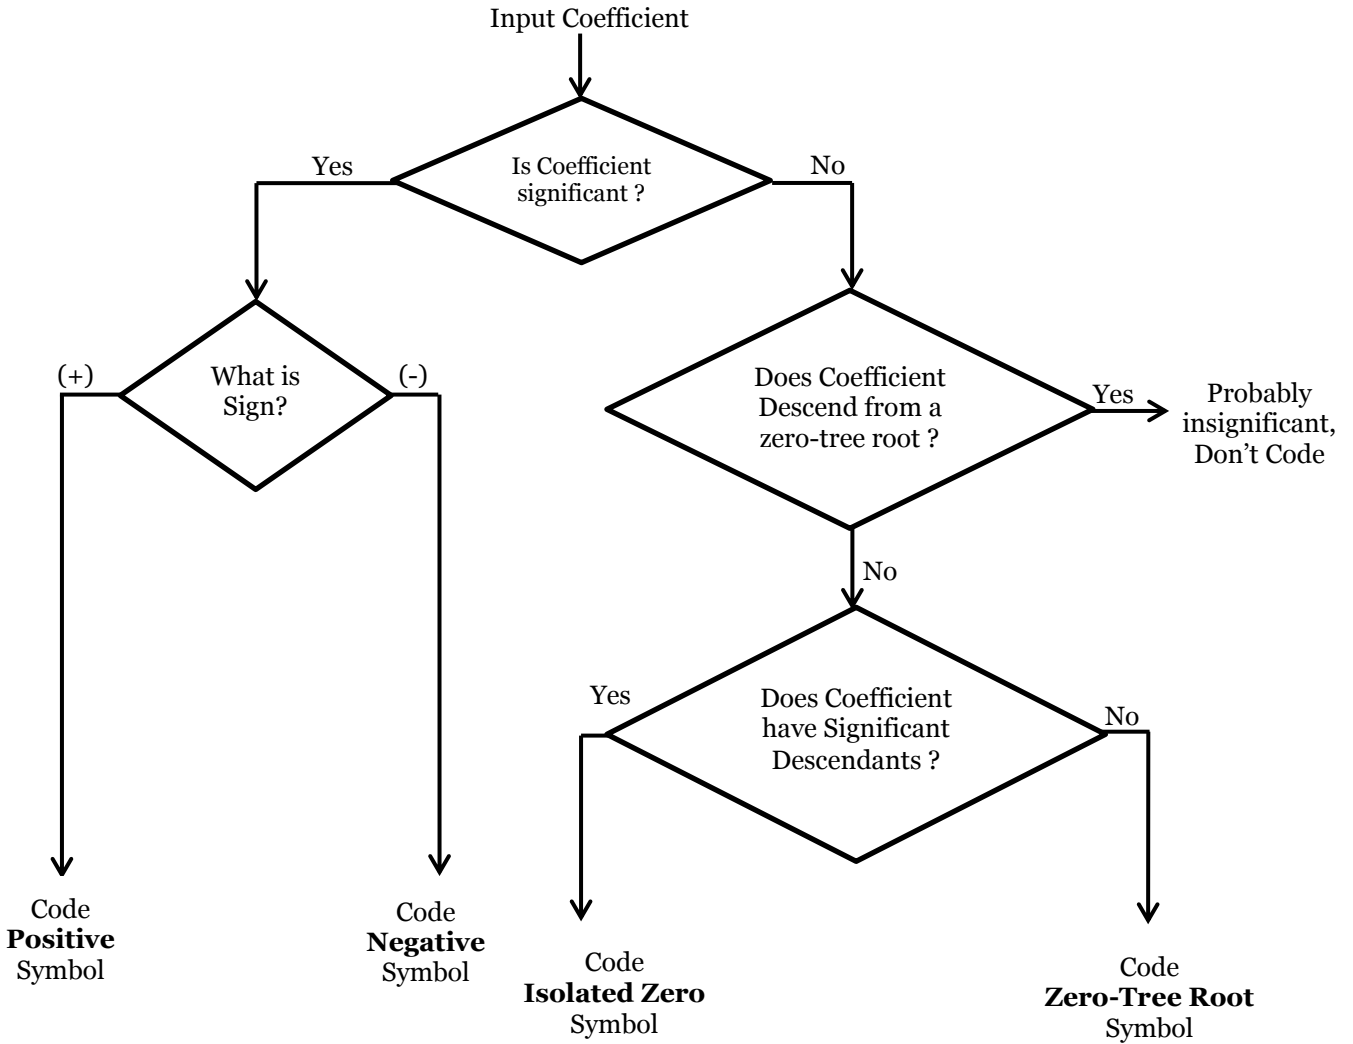 Input Coefficient
Is Coefficient
significant ?
Yes
No
What is
Sign?
(+)
(-)
Does Coefficient
Descend from a
zero-tree root ?
Yes
Probably
insignificant,
Don't Code
No
Does Coefficient
have Significant
Descendants ?
Yes
No
Code
Positive
Symbol
Code
Negative
Symbol
Code
Isolated Zero
Symbol
Code
Zero-Tree Root
Symbol